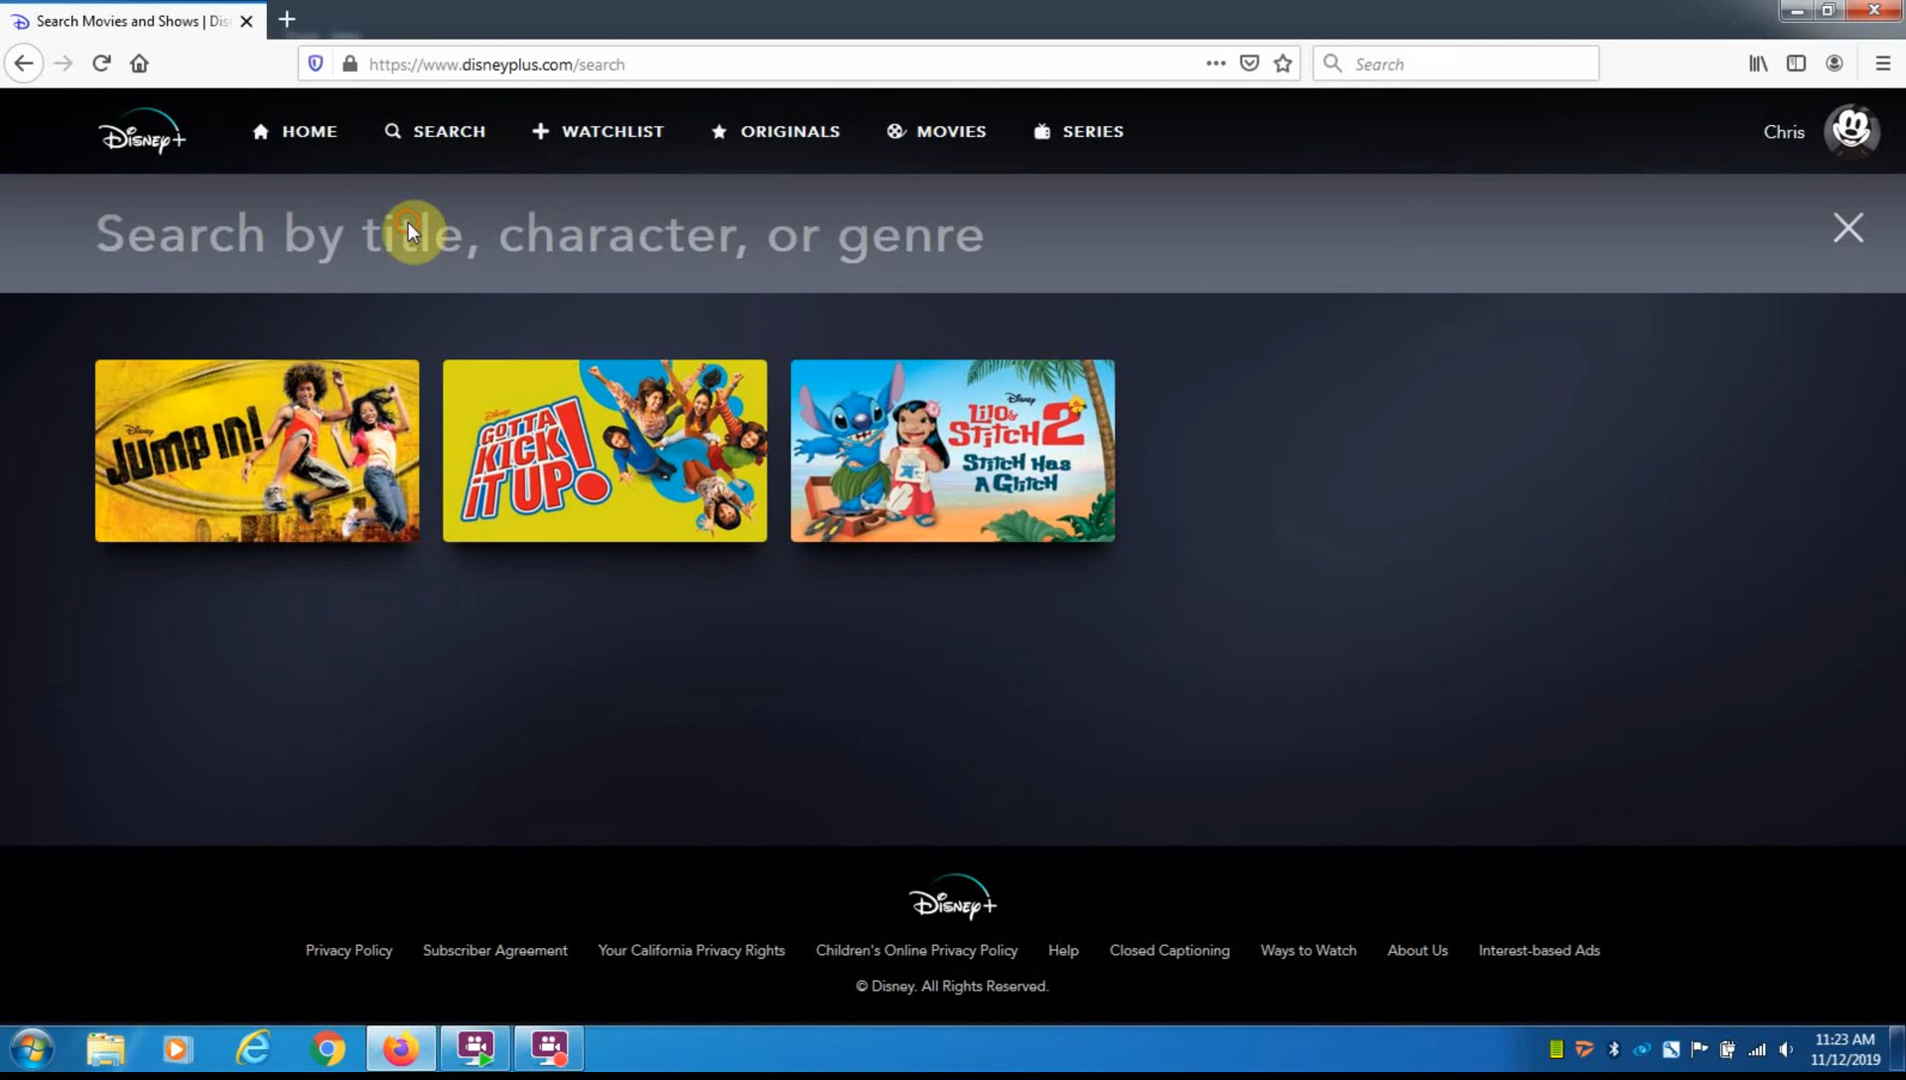 Search Movies and Shows | Dis
https://www.disneyplus.com/search
Search
Disney+
HOME
SEARCH
WATCHLIST
ORIGINALS
MOVIES
SERIES
Chris
Search by title, character, or genre
Disney
JUMP IN!
Disney
GOTTA
KICK
IT UP!
Disney
Lilo &
Stitch 2
Stitch Has
A Glitch
Disney+
Privacy Policy
Subscriber Agreement
Your California Privacy Rights
Children's Online Privacy Policy
Help
Closed Captioning
Ways to Watch
About Us
Interest-based Ads
© Disney. All Rights Reserved.
11:23 AM
11/12/2019